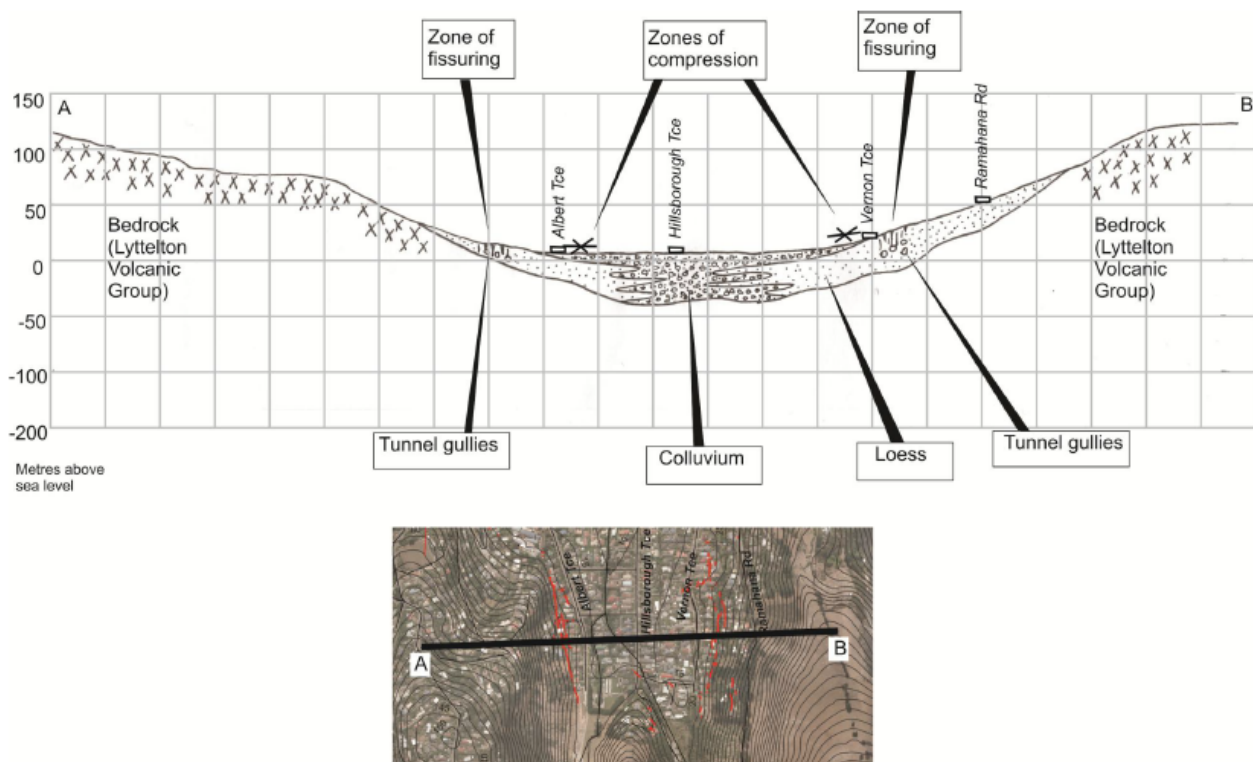 Zone of
fissuring
Zones of
compression
Zone of
fissuring
150
A
B
100
50
0
-50
-100
-150
-200
Albert Tce
Hillsborough Tce
Vernon Tce
Ramahana Rd
Bedrock
(Lyttelton
Volcanic
Group)
Bedrock
(Lyttelton
Volcanic
Group)
Tunnel gullies
Colluvium
Loess
Tunnel gullies
Metres above
sea level
Albert Tce
Hillsborough Tce
Vernon Tce
Ramahana Rd
A
B